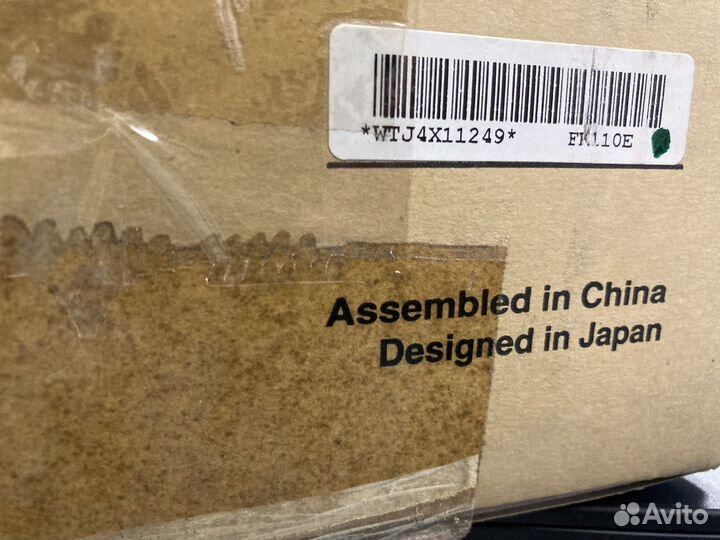 *WTJ4X11249* FK110E
Assembled in China
Designed in Japan
Avito